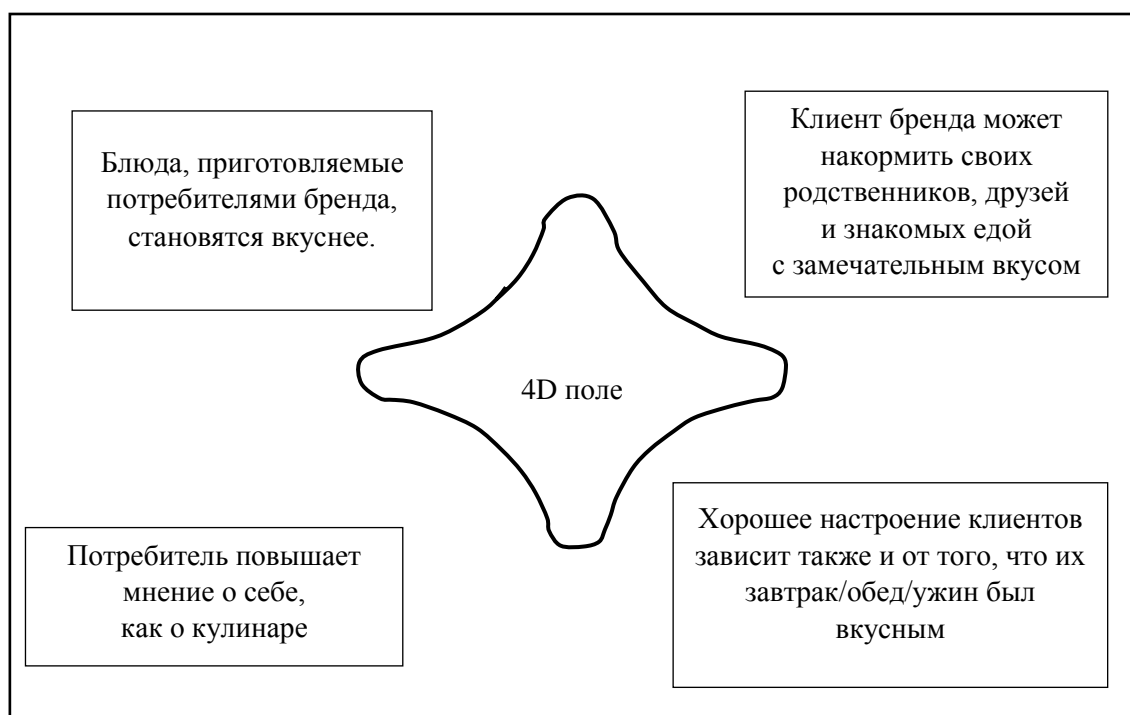 Блюда, приготовляемые
потребителями бренда,
становятся вкуснее.
Клиент бренда может
накормить своих
родственников, друзей
и знакомых едой
с замечательным вкусом
4D поле
Потребитель повышает
мнение о себе,
как о кулинаре
Хорошее настроение клиентов
зависит также и от того, что их
завтрак/обед/ужин был
вкусным